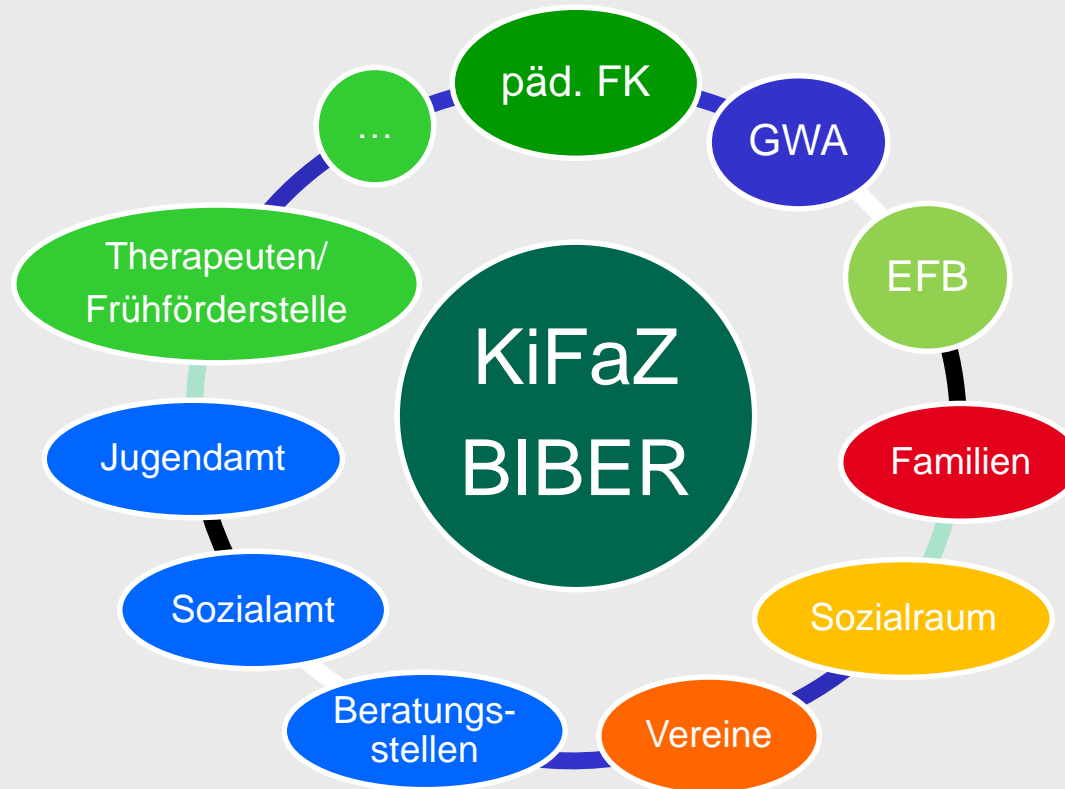 päd. FK
GWA
EFB
Familien
Sozialraum
Vereine
Beratungs-
stellen
Sozialamt
Jugendamt
Therapeuten/
Frühförderstelle
…
KiFaZ
BIBER